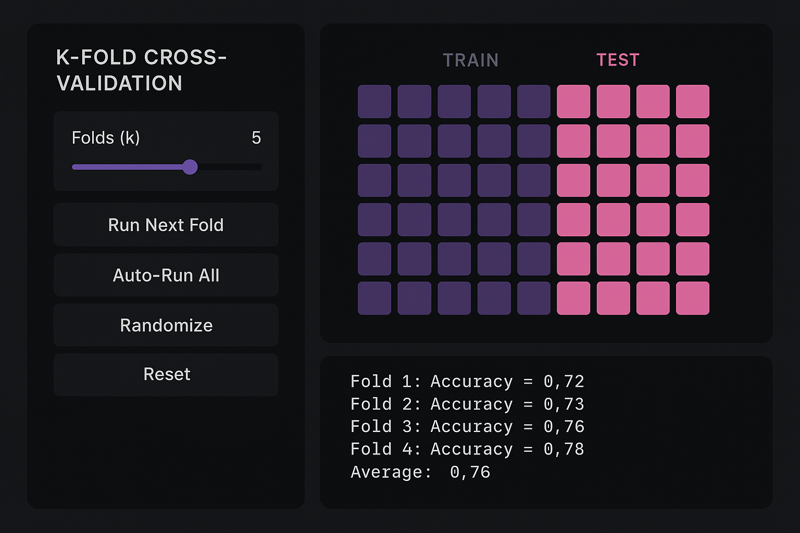 K-FOLD CROSS-
VALIDATION
Folds (k) 5
Run Next Fold
Auto-Run All
Randomize
Reset
TRAIN TEST
Fold 1: Accuracy = 0,72
Fold 2: Accuracy = 0,73
Fold 3: Accuracy = 0,76
Fold 4: Accuracy = 0,78
Average: 0,76